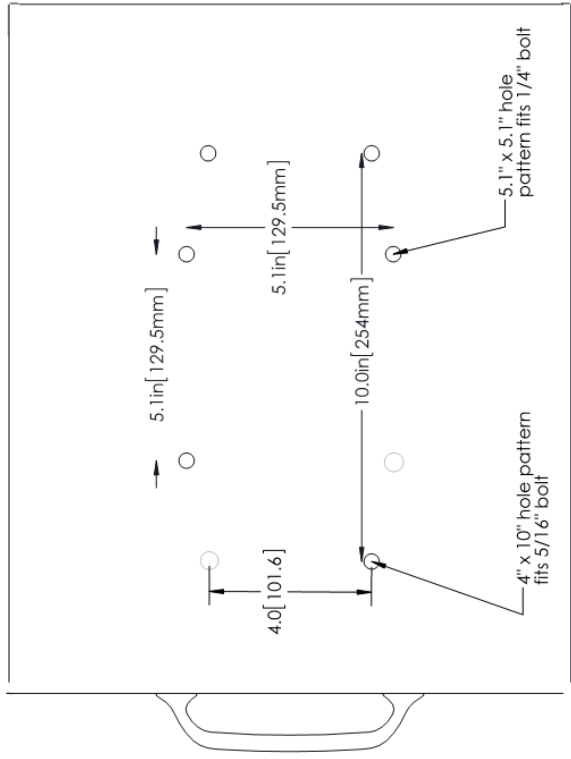 5.1" x 5.1" hole
pattern fits 1/4" bolt
5.1in[129.5mm]
5.1in[129.5mm]
10.0in[254mm]
4.0[101.6]
4" x 10" hole pattern
fits 5/16" bolt